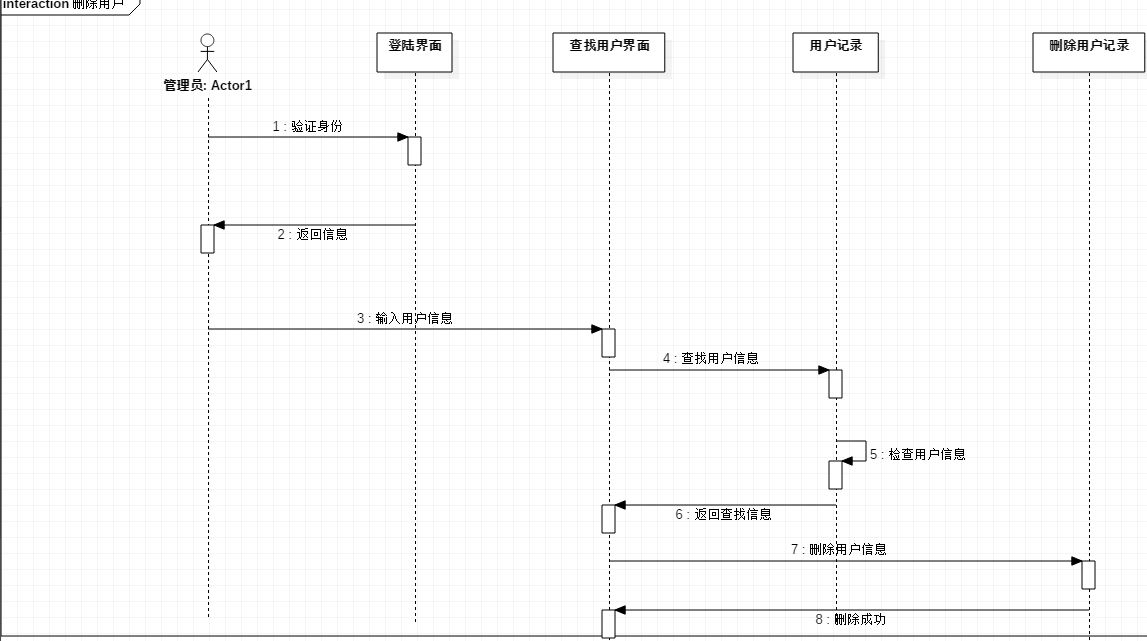 interaction 删除用户
登陆界面
查找用户界面
用户记录
删除用户记录
管理员: Actor1
1 : 验证身份
2 : 返回信息
3 : 输入用户信息
4 : 查找用户信息
5 : 检查用户信息
6 : 返回查找信息
7 : 删除用户信息
8 : 删除成功